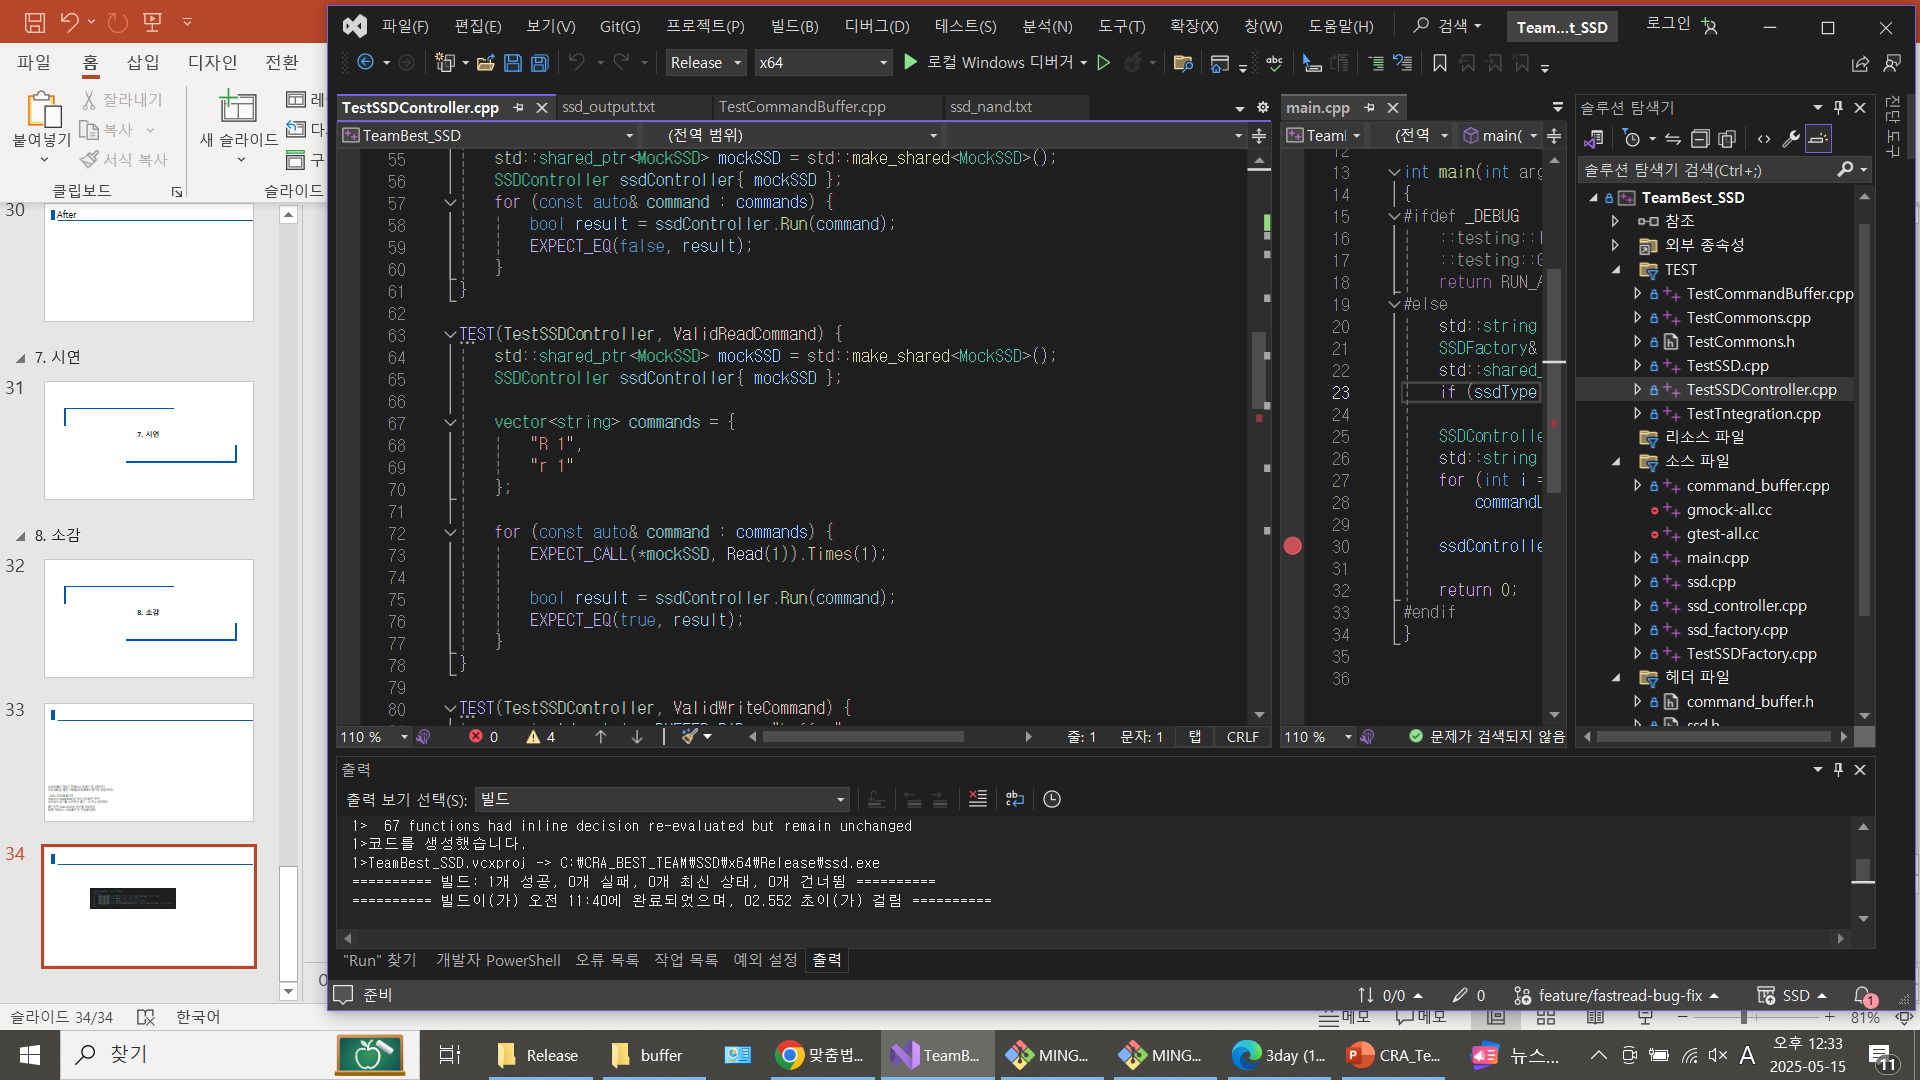 파일(F) 편집(E) 보기(V) Git(G) 프로젝트(P) 빌드(B) 디버그(D) 테스트(S) 분석(N) 도구(T) 확장(X) 창(W) 도움말(H) 검색 Team...t_SSD 로그인
파일 홈 삽입 디자인 전환
Release x64 로컬 Windows 디버거
붙여넣기 잘라내기 복사 서식 복사 새 슬라이드
클립보드 슬라이드
TestSSDController.cpp ssd_output.txt TestCommandBuffer.cpp ssd_nand.txt
TeamBest_SSD (전역 범위)
55 std::shared_ptr<MockSSD> mockSSD = std::make_shared<MockSSD>();
56 SSDController ssdController{ mockSSD };
57 for (const auto& command : commands) {
58 bool result = ssdController.Run(command);
59 EXPECT_EQ(false, result);
60 }
61 }
62
63 TEST(TestSSDController, ValidReadCommand) {
64 std::shared_ptr<MockSSD> mockSSD = std::make_shared<MockSSD>();
65 SSDController ssdController{ mockSSD };
66
67 vector<string> commands = {
68 "R 1",
69 "r 1"
70 };
71
72 for (const auto& command : commands) {
73 EXPECT_CALL(*mockSSD, Read(1)).Times(1);
74
75 bool result = ssdController.Run(command);
76 EXPECT_EQ(true, result);
77 }
78 }
79
80 TEST(TestSSDController, ValidWriteCommand) {
110 % 0 4 줄: 1 문자: 1 탭 CRLF
main.cpp
TeamI (전역 main(
12
13 int main(int arg
14 {
15 #ifdef _DEBUG
16 ::testing::
17 ::testing::
18 return RUN_A
19 #else
20 std::string
21 SSDFactory&
22 std::shared_
23 if (ssdType
24
25 SSDControlle
26 std::string
27 for (int i =
28 commandL
29
30 ssdControlle
31
32 return 0;
33 #endif
34 }
35
36
110 % 문제가 검색되지 않음
솔루션 탐색기
솔루션 탐색기 검색(Ctrl+;)
TeamBest_SSD
참조
외부 종속성
TEST
TestCommandBuffer.cpp
TestCommons.cpp
TestCommons.h
TestSSD.cpp
TestSSDController.cpp
TestTntegration.cpp
리소스 파일
소스 파일
command_buffer.cpp
gmock-all.cc
gtest-all.cc
main.cpp
ssd.cpp
ssd_controller.cpp
ssd_factory.cpp
TestSSDFactory.cpp
헤더 파일
command_buffer.h
ssd.h
진단 도구
30 After
7. 시연
31 7. 시연
8. 소감
32 8. 소감
33
34
출력
출력 보기 선택(S): 빌드
1> 67 functions had inline decision re-evaluated but remain unchanged
1>코드를 생성했습니다.
1>TeamBest_SSD.vcxproj -> C:\CRA_BEST_TEAM\SSD\x64\Release\ssd.exe
========== 빌드: 1개 성공, 0개 실패, 0개 최신 상태, 0개 건너뜀 ==========
========== 빌드이(가) 오전 11:40에 완료되었으며, 02.552 초이(가) 걸림 ==========
"Run" 찾기 개발자 PowerShell 오류 목록 작업 목록 예외 설정 출력
준비 0/0 0 feature/fastread-bug-fix SSD 1
슬라이드 34/34 한국어 메모 메모 81%
찾기 Release buffer 맞춤법... TeamB... MING... MING... 3day (1... CRA_Te... 뉴스... A 오후 12:33
2025-05-15 11